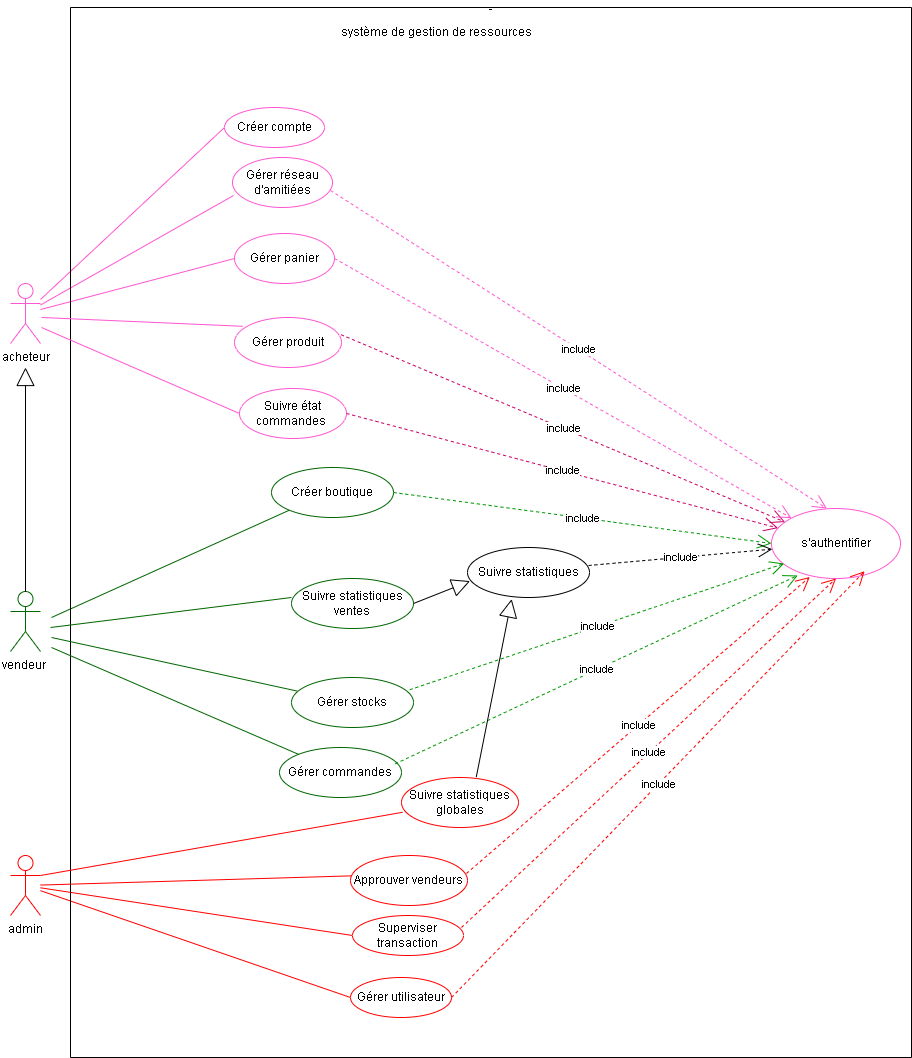 système de gestion de ressources
Créer compte
Gérer réseau
d'amitiées
Gérer panier
acheteur
Gérer produit
include
include
Suivre état
commandes
include
include
Créer boutique
include
s'authentifier
Suivre statistiques
include
Suivre statistiques
ventes
include
vendeur
include
Gérer stocks
include
include
Gérer commandes
include
Suivre statistiques
globales
Approuver vendeurs
admin
Superviser
transaction
Gérer utilisateur